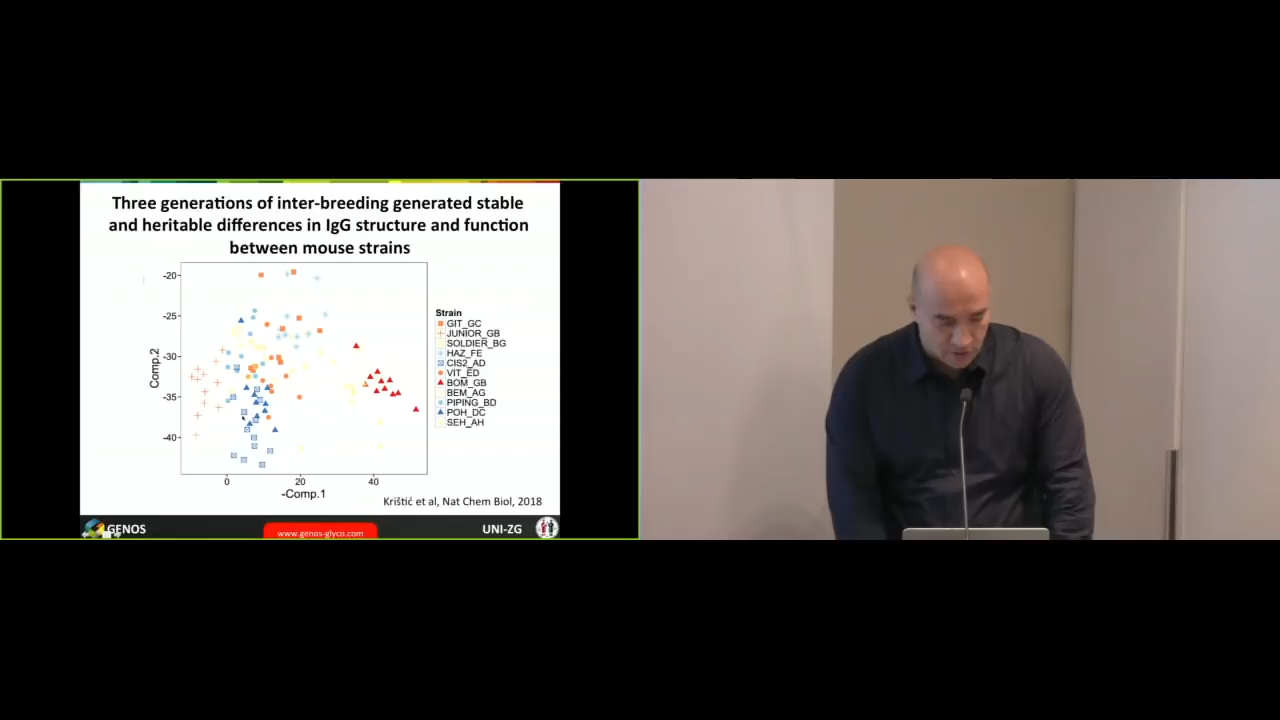 Three generations of inter-breeding generated stable
and heritable differences in IgG structure and function
between mouse strains
-20
-25
-30
-35
-40
Comp.2
0
20
40
-Comp.1
Strain
GIT_GC
JUNIOR_GB
SOLDIER_BG
HAZ_FE
CIS2_AD
VIT_ED
BOM_GB
BEM_AG
PIPING_BD
POH_DC
SEH_AH
Krištić et al, Nat Chem Biol, 2018
GENOS
www.genos-glyco.com
UNI-ZG